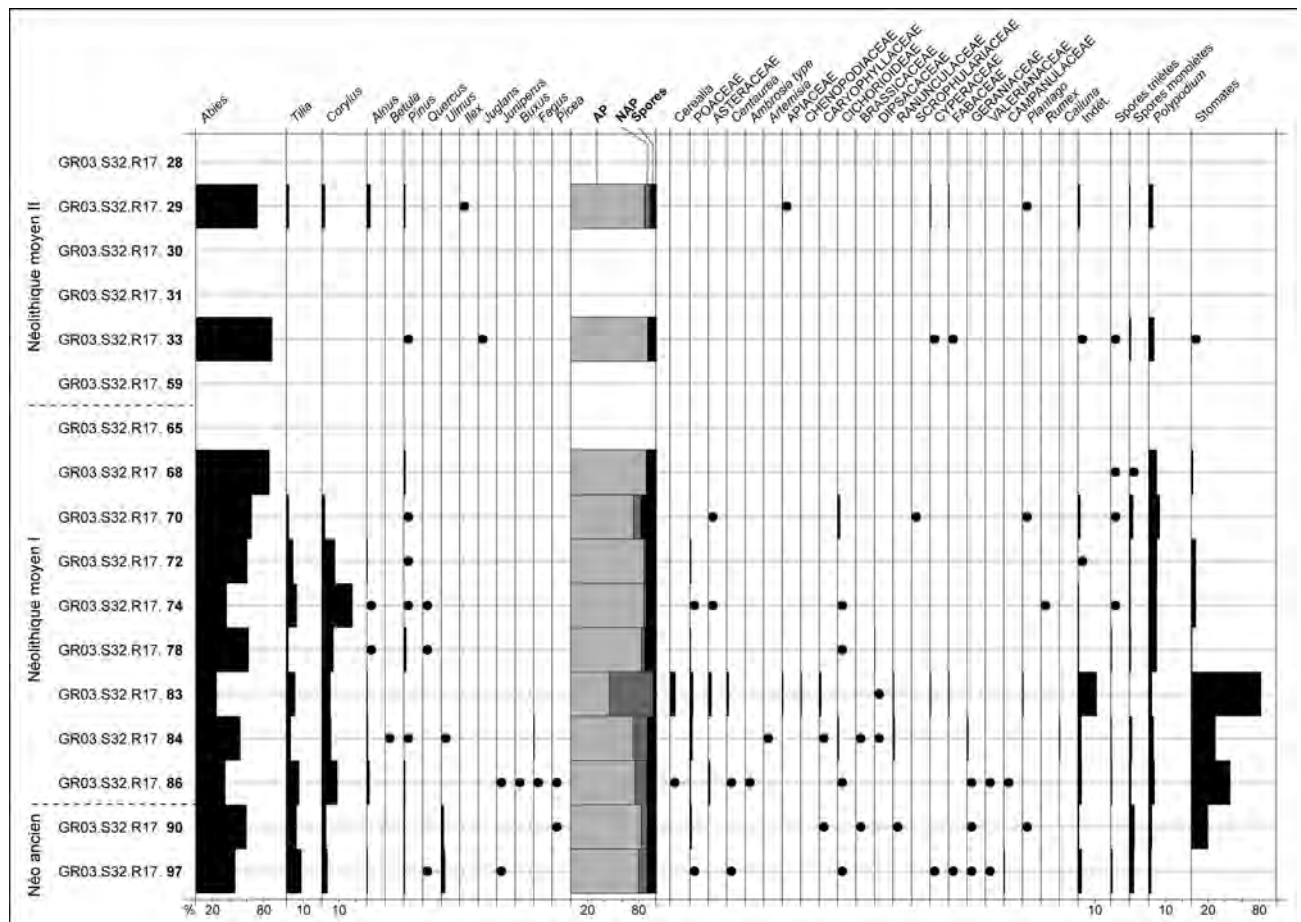 Abies
Tilia
Corylus
Alnus
Betula
Pinus
Quercus
Ulmus
Ilex
Juglans
Juniperus
Buxus
Fagus
Picea
AP
NAP
Spores
Cerealia
POACEAE
ASTERACEAE
Centaurea
Ambrosia type
Artemisia
APIACEAE
CHENOPODIACEAE
CARYOPHYLLACEAE
CICHORIOIDEAE
BRASSICACEAE
DIPSACACEAE
RANUNCULACEAE
SCROPHULARIACEAE
CYPERACEAE
FABACEAE
GERANIACEAE
VALERIANACEAE
CAMPANULACEAE
Plantago
Rumex
Calluna
Indet.
Spores trilètes
Spores monolètes
Polypodium
Stomates
Néolithique moyen II
GR03.S32.R17. 28
GR03.S32.R17. 29
GR03.S32.R17. 30
GR03.S32.R17. 31
GR03.S32.R17. 33
GR03.S32.R17. 59
Néolithique moyen I
GR03.S32.R17. 65
GR03.S32.R17. 68
GR03.S32.R17. 70
GR03.S32.R17. 72
GR03.S32.R17. 74
GR03.S32.R17. 78
GR03.S32.R17. 83
GR03.S32.R17. 84
GR03.S32.R17. 86
Néo ancien
GR03.S32.R17. 90
GR03.S32.R17. 97
% 20 80 10 10 20 80 10 20 80